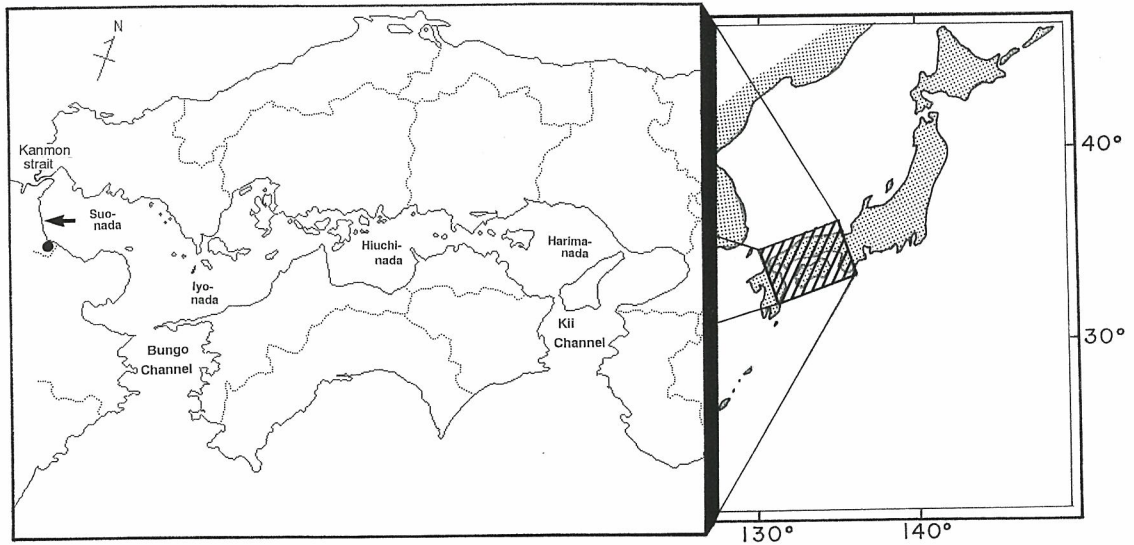 N
Kanmon
strait
Suo-
nada
Iyo-
nada
Hiuchi-
nada
Harima-
nada
Bungo
Channel
Kii
Channel
40°
30°
130°
140°